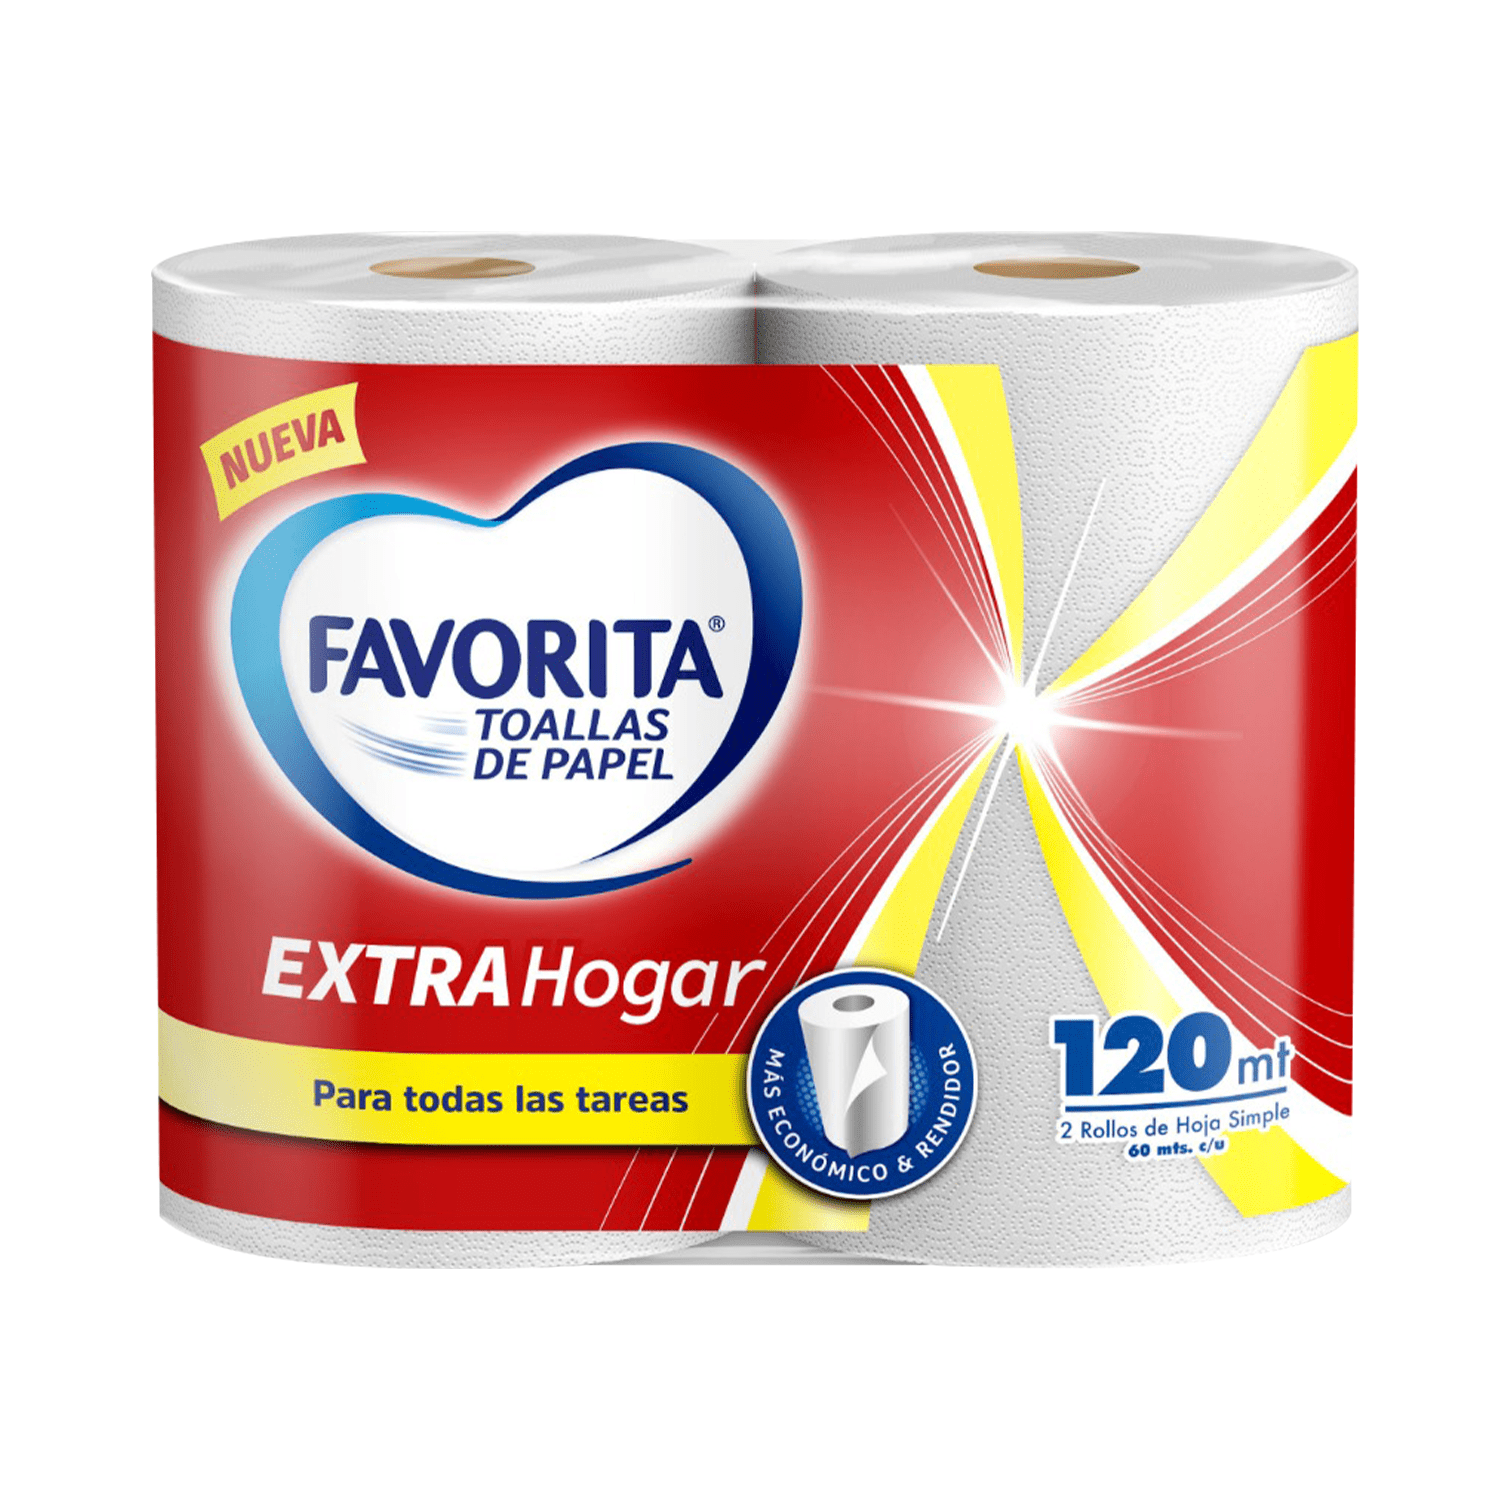 NUEVA
FAVORITA®
TOALLAS
DE PAPEL
EXTRA Hogar
Para todas las tareas
MÁS ECONÓMICO & RENDIDOR
120 mt
2 Rollos de Hoja Simple
60 mts. c/u